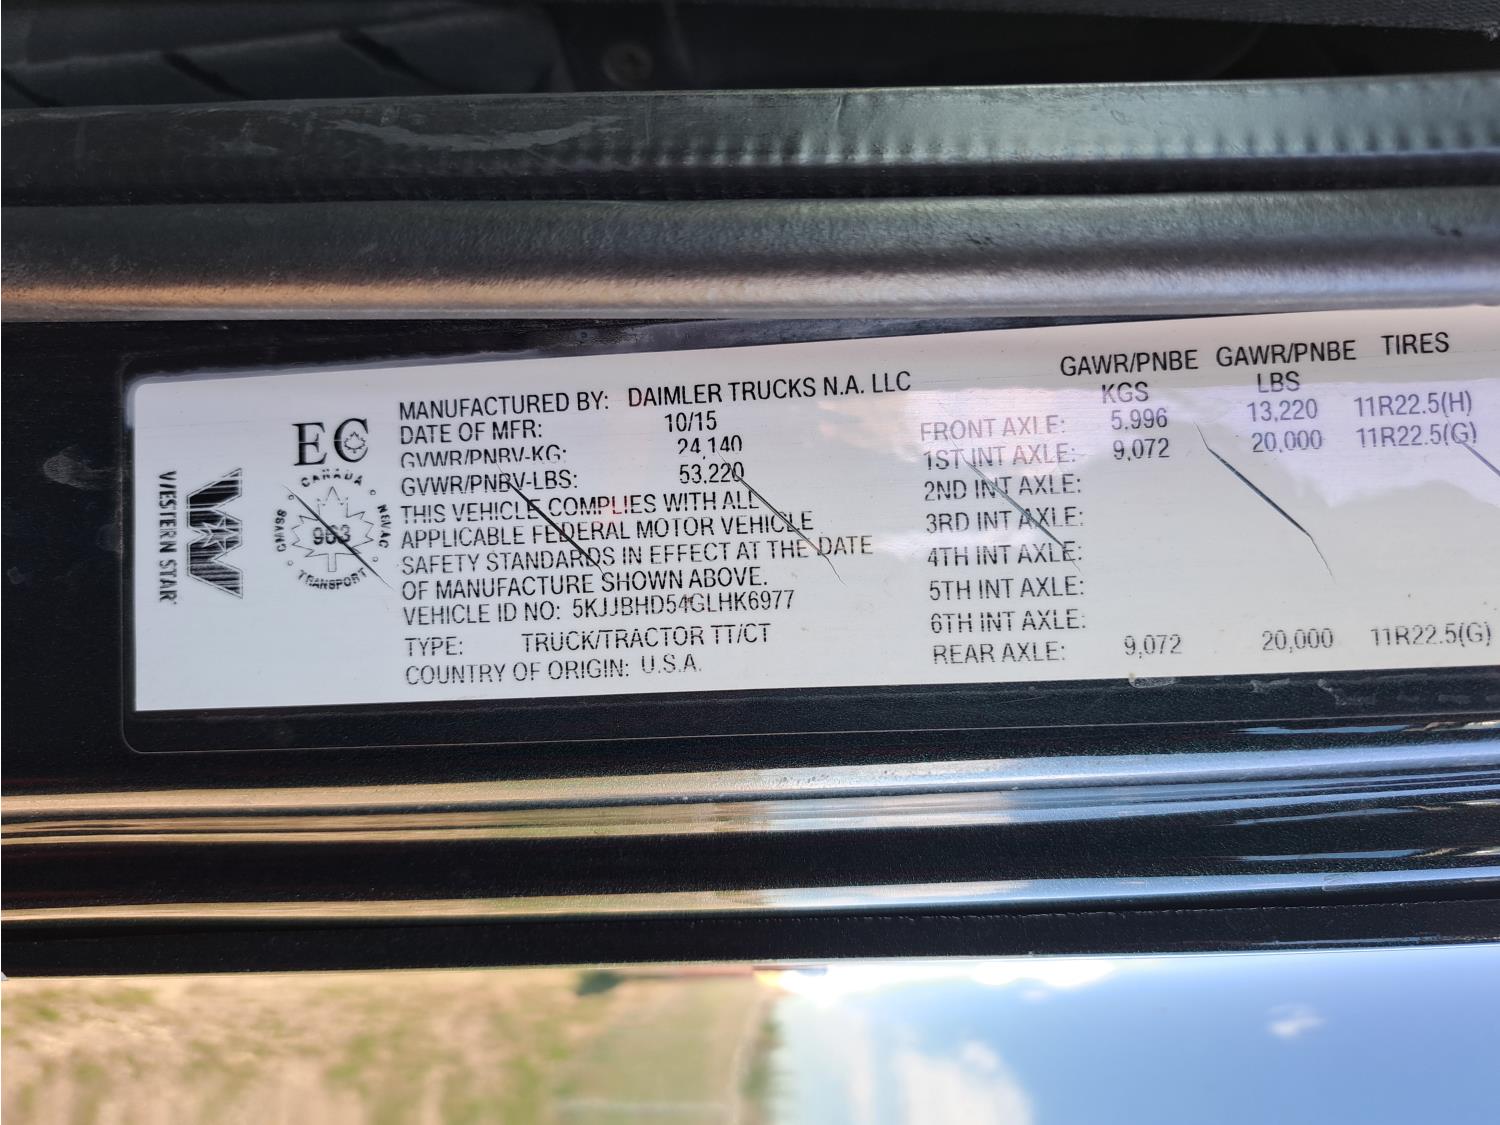 WESTERN STAR
EC
CANADA
CMVSS
NSVAC
963
TRANSPORT
MANUFACTURED BY: DAIMLER TRUCKS N.A. LLC
DATE OF MFR: 10/15
GVWR/PNBV-KG: 24,140
GVWR/PNBV-LBS: 53,220
THIS VEHICLE COMPLIES WITH ALL
APPLICABLE FEDERAL MOTOR VEHICLE
SAFETY STANDARDS IN EFFECT AT THE DATE
OF MANUFACTURE SHOWN ABOVE.
VEHICLE ID NO: 5KJJBHD54GLHK6977
TYPE: TRUCK/TRACTOR TT/CT
COUNTRY OF ORIGIN: U.S.A.
GAWR/PNBE GAWR/PNBE TIRES
KGS LBS
FRONT AXLE: 5,996 13,220 11R22.5(H)
1ST INT AXLE: 9,072 20,000 11R22.5(G)
2ND INT AXLE:
3RD INT AXLE:
4TH INT AXLE:
5TH INT AXLE:
6TH INT AXLE:
REAR AXLE: 9,072 20,000 11R22.5(G)